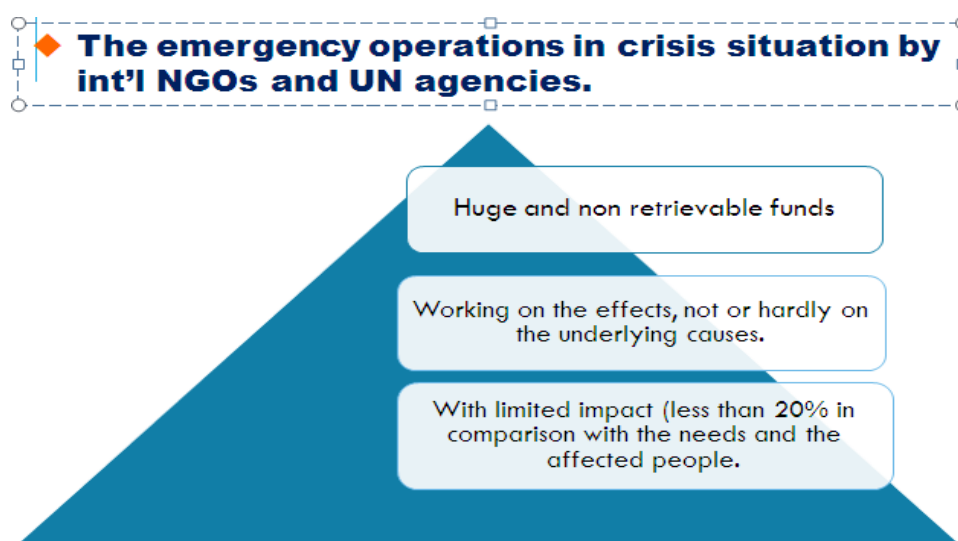 The emergency operations in crisis situation by
int'l NGOs and UN agencies.
Huge and non retrievable funds
Working on the effects, not or hardly on
the underlying causes.
With limited impact (less than 20% in
comparison with the needs and the
affected people.